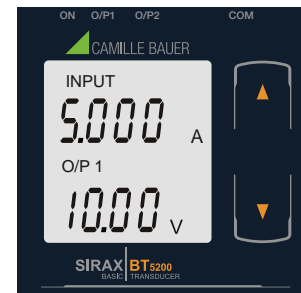 ON O/P1 O/P2 COM
CAMILLE BAUER
INPUT
5.000 A
O/P 1
10.00 V
SIRAX BT5200
BASIC TRANSDUCER